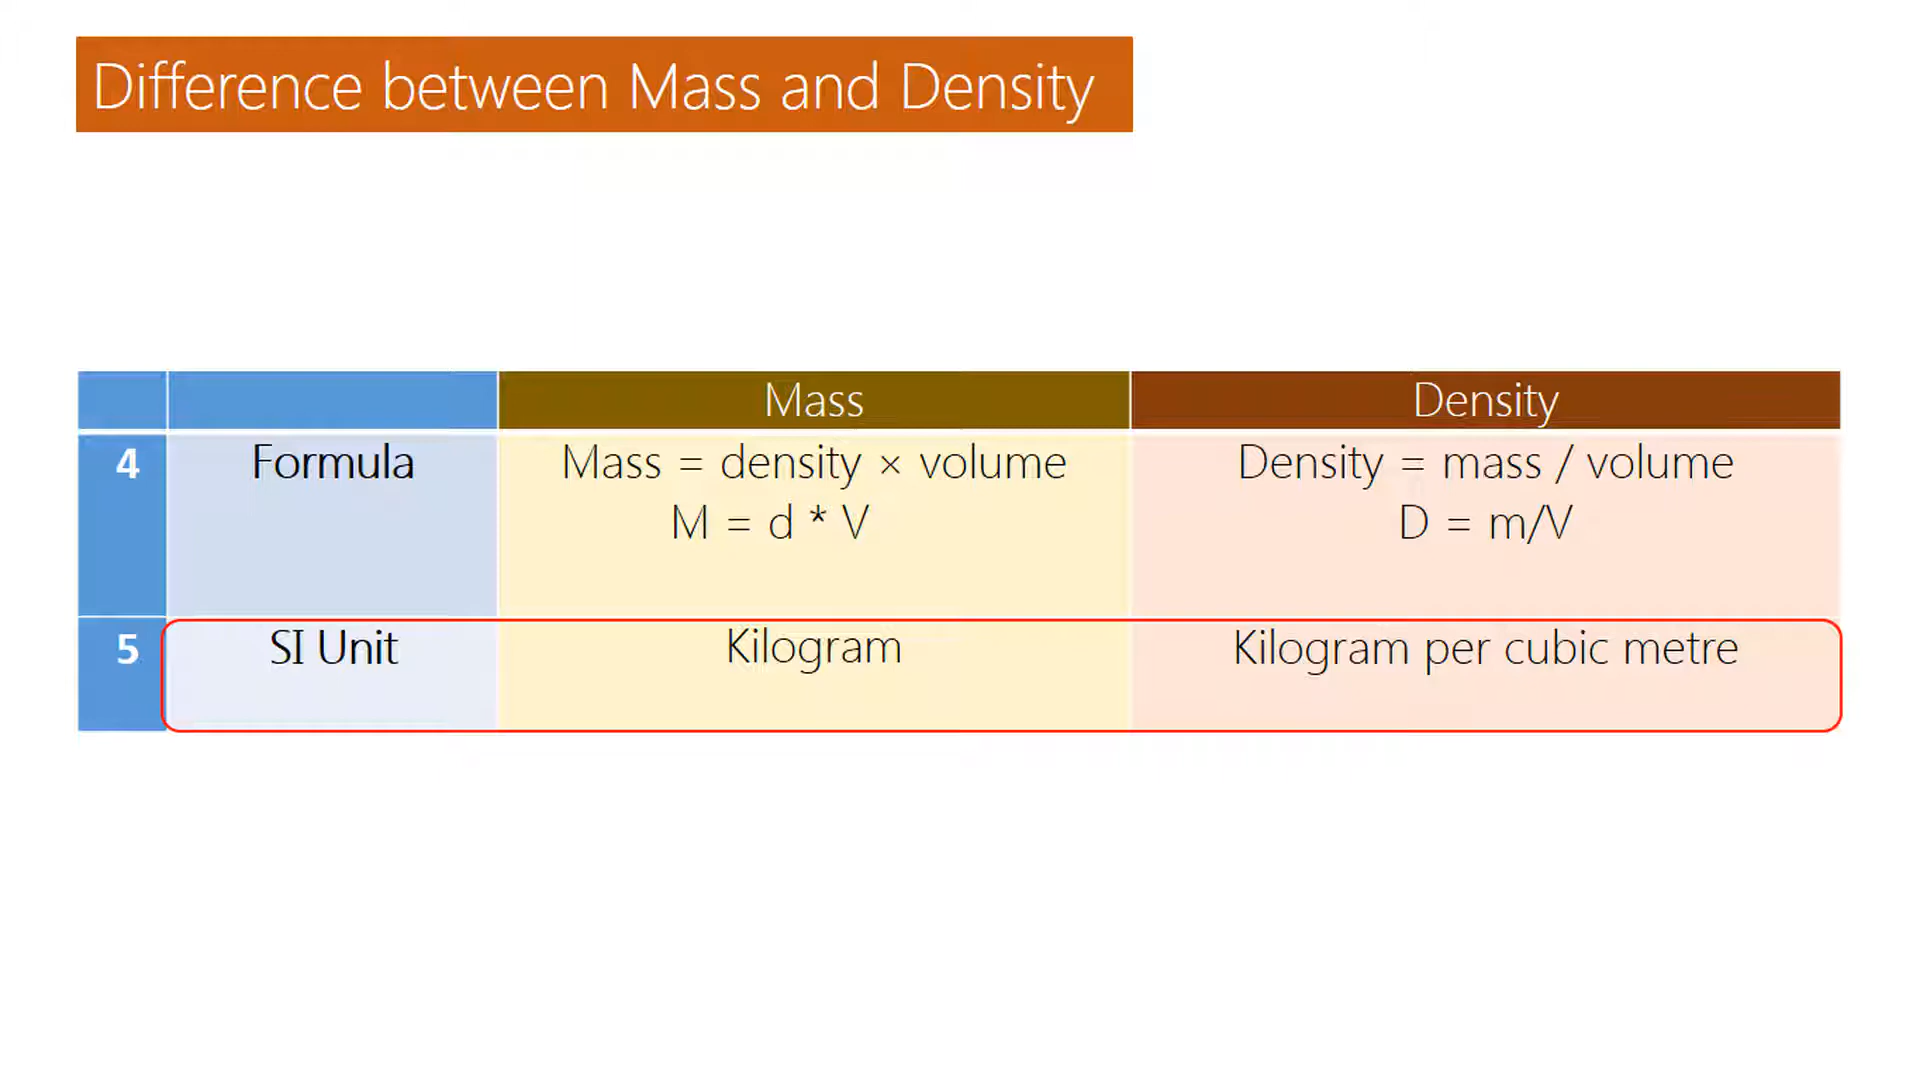 Difference between Mass and Density
Mass Density
4 Formula Mass = density × volume Density = mass / volume
M = d * V D = m/V
5 SI Unit Kilogram Kilogram per cubic metre